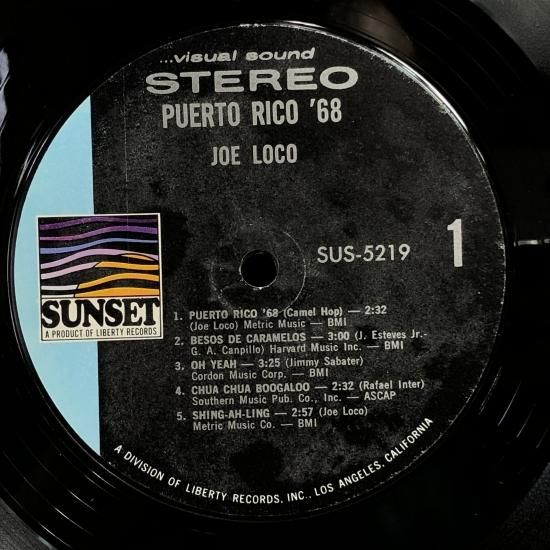 ...visual sound
STEREO
PUERTO RICO '68
JOE LOCO
SUS-5219
1
SUNSET
A PRODUCT OF LIBERTY RECORDS
1. PUERTO RICO '68 (Camel Hop) — 2:32
(Joe Loco) Metric Music — BMI
2. BESOS DE CARAMELOS — 3:00 (J. Esteves Jr.-
G. A. Canpillo) Harvard Music Inc. — BMI
3. OH YEAH — 3:25 (Jimmy Sabater)
Cordon Music Corp. — BMI
4. CHUA CHUA BOOGALOO — 2:32 (Rafael Inter)
Southern Music Pub. Co., Inc. — ASCAP
5. SHING-AH-LING — 2:57 (Joe Loco)
Metric Music Co. — BMI
A DIVISION OF LIBERTY RECORDS, INC., LOS ANGELES, CALIFORNIA